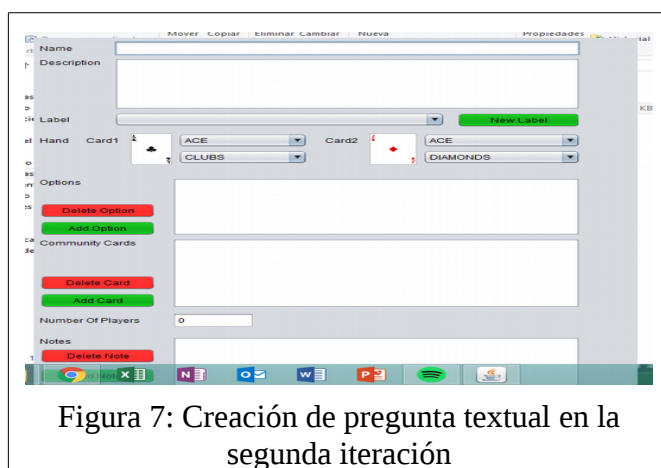 Mover Copiar Eliminar Cambiar Nueva Propiedades
Name
Description
KB
Label New Label
Hand Card1 ACE Card2 ACE
CLUBS DIAMONDS
Options
Delete Option
Add Option
Community Cards
Delete Card
Add Card
Number Of Players 0
Notes
Delete Note
Figura 7: Creación de pregunta textual en la
segunda iteración